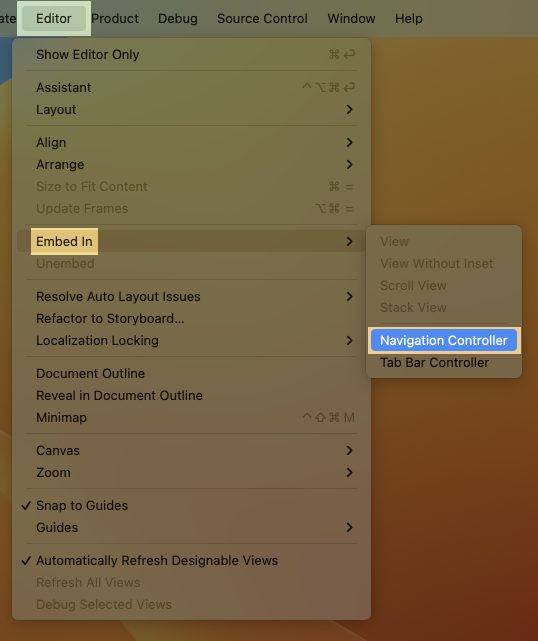 ate Editor Product Debug Source Control Window Help
Show Editor Only ⌘ ↩
Assistant ^ ⌥ ⌘ ↩
Layout
Align
Arrange
Size to Fit Content ⌘ =
Update Frames ⌥ ⌘ =
Embed In
View
Unembed
View Without Inset
Scroll View
Resolve Auto Layout Issues
Stack View
Refactor to Storyboard...
Localization Locking
Navigation Controller
Tab Bar Controller
Document Outline
Reveal in Document Outline
Minimap ^ ⇧ ⌘ M
Canvas
Zoom
✓ Snap to Guides
Guides
✓ Automatically Refresh Designable Views
Refresh All Views
Debug Selected Views